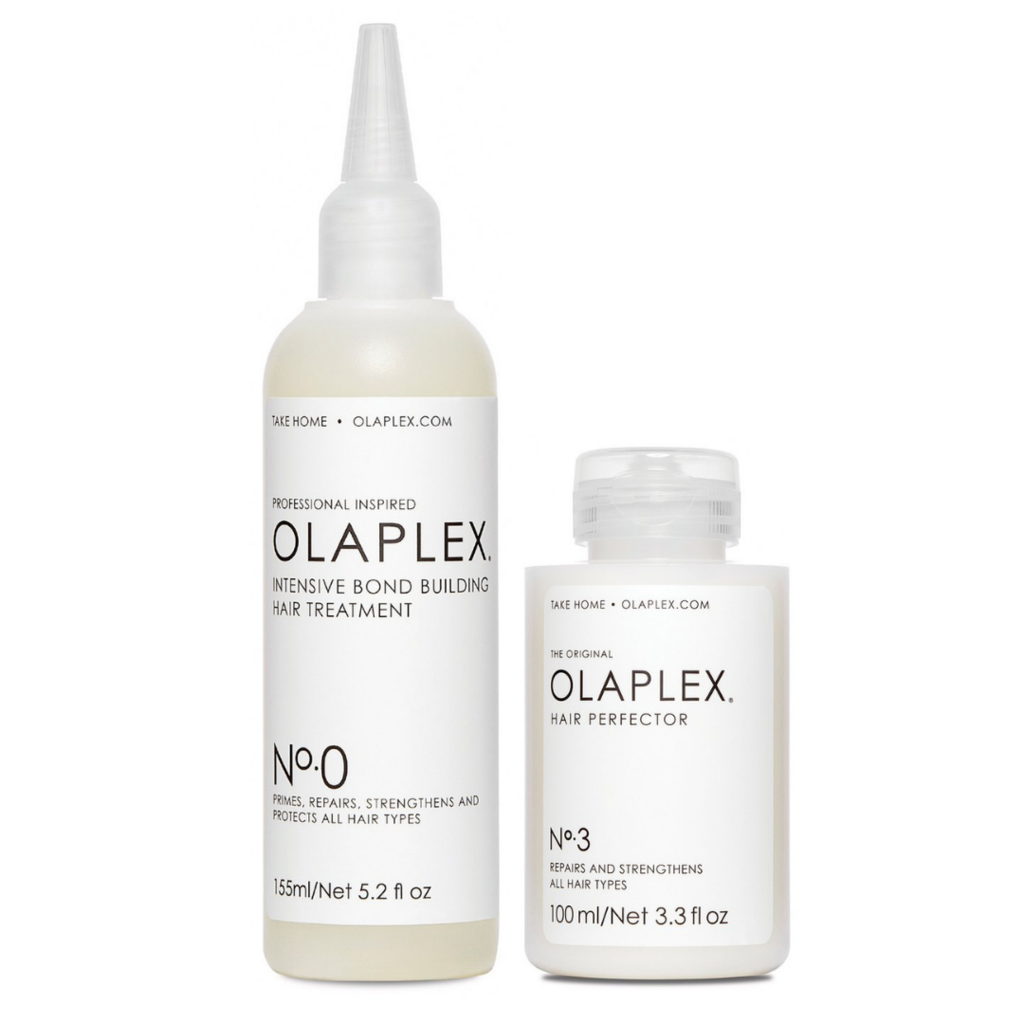 TAKE HOME • OLAPLEX.COM
PROFESSIONAL INSPIRED
OLAPLEX.
INTENSIVE BOND BUILDING
HAIR TREATMENT
Nº.0
PRIMES, REPAIRS, STRENGTHENS AND
PROTECTS ALL HAIR TYPES
155ml/Net 5.2 fl oz
TAKE HOME • OLAPLEX.COM
THE ORIGINAL
OLAPLEX®
HAIR PERFECTOR
Nº.3
REPAIRS AND STRENGTHENS
ALL HAIR TYPES
100 ml/Net 3.3 fl oz